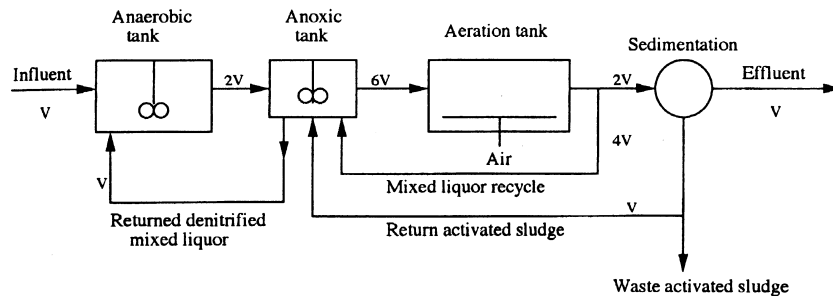 Anaerobic
tank
Anoxic
tank
Aeration tank
Sedimentation
Influent
V
2V
6V
2V
Effluent
V
4V
Air
V
Mixed liquor recycle
V
Returned denitrified
mixed liquor
Return activated sludge
Waste activated sludge